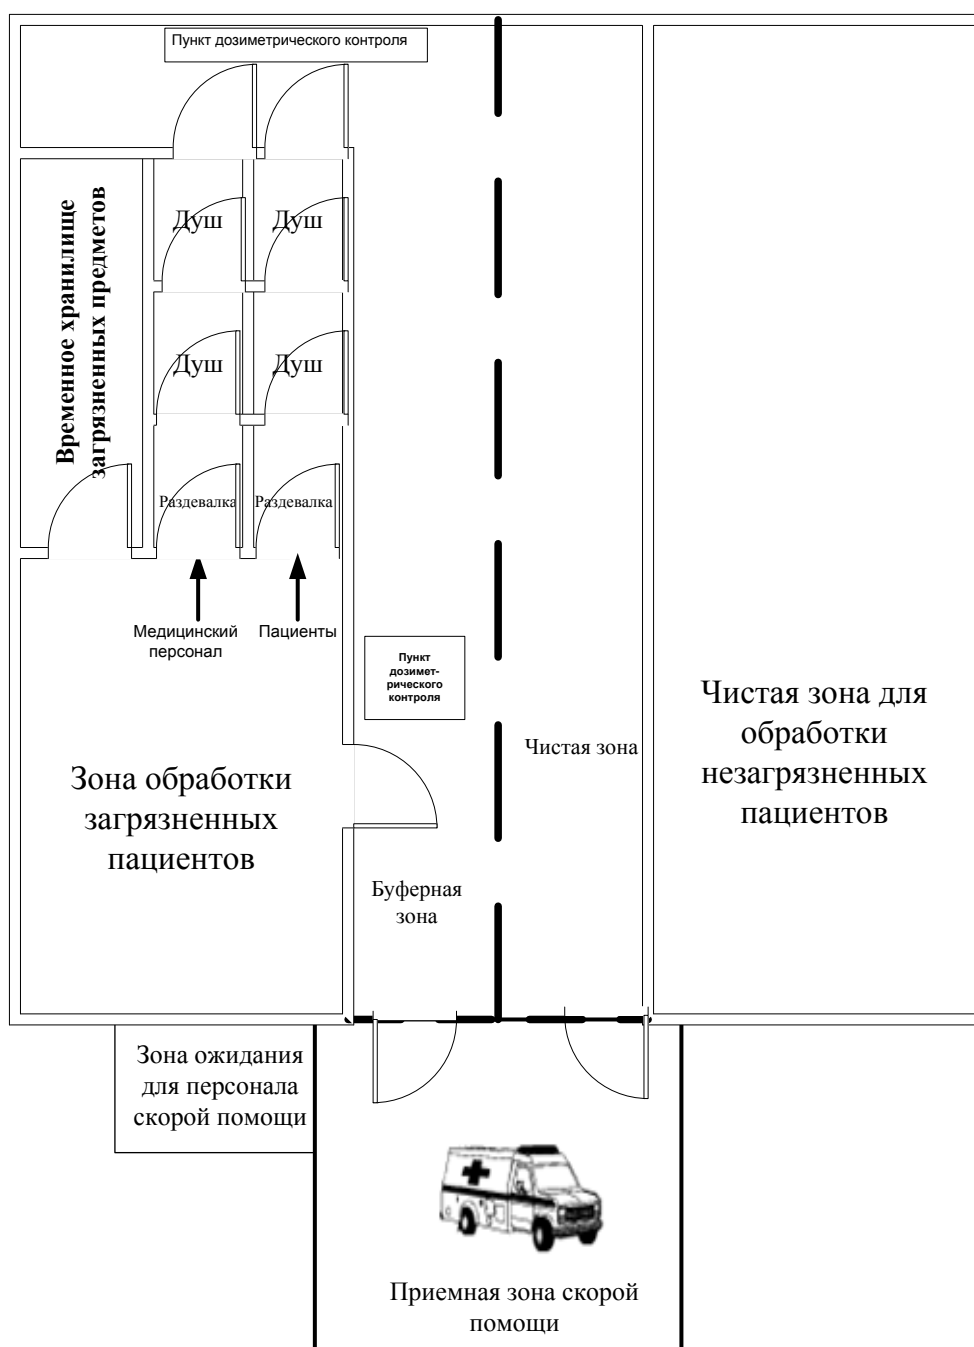 Пункт дозиметрического контроля
Временное хранилище
загрязненных предметов
Душ
Душ
Душ
Душ
Раздевалка
Раздевалка
Медицинский
персонал
Пациенты
Пункт
дозимет-
рического
контроля
Чистая зона для
обработки
незагрязненных
пациентов
Чистая зона
Зона обработки
загрязненных
пациентов
Буферная
зона
Зона ожидания
для персонала
скорой помощи
Приемная зона скорой
помощи